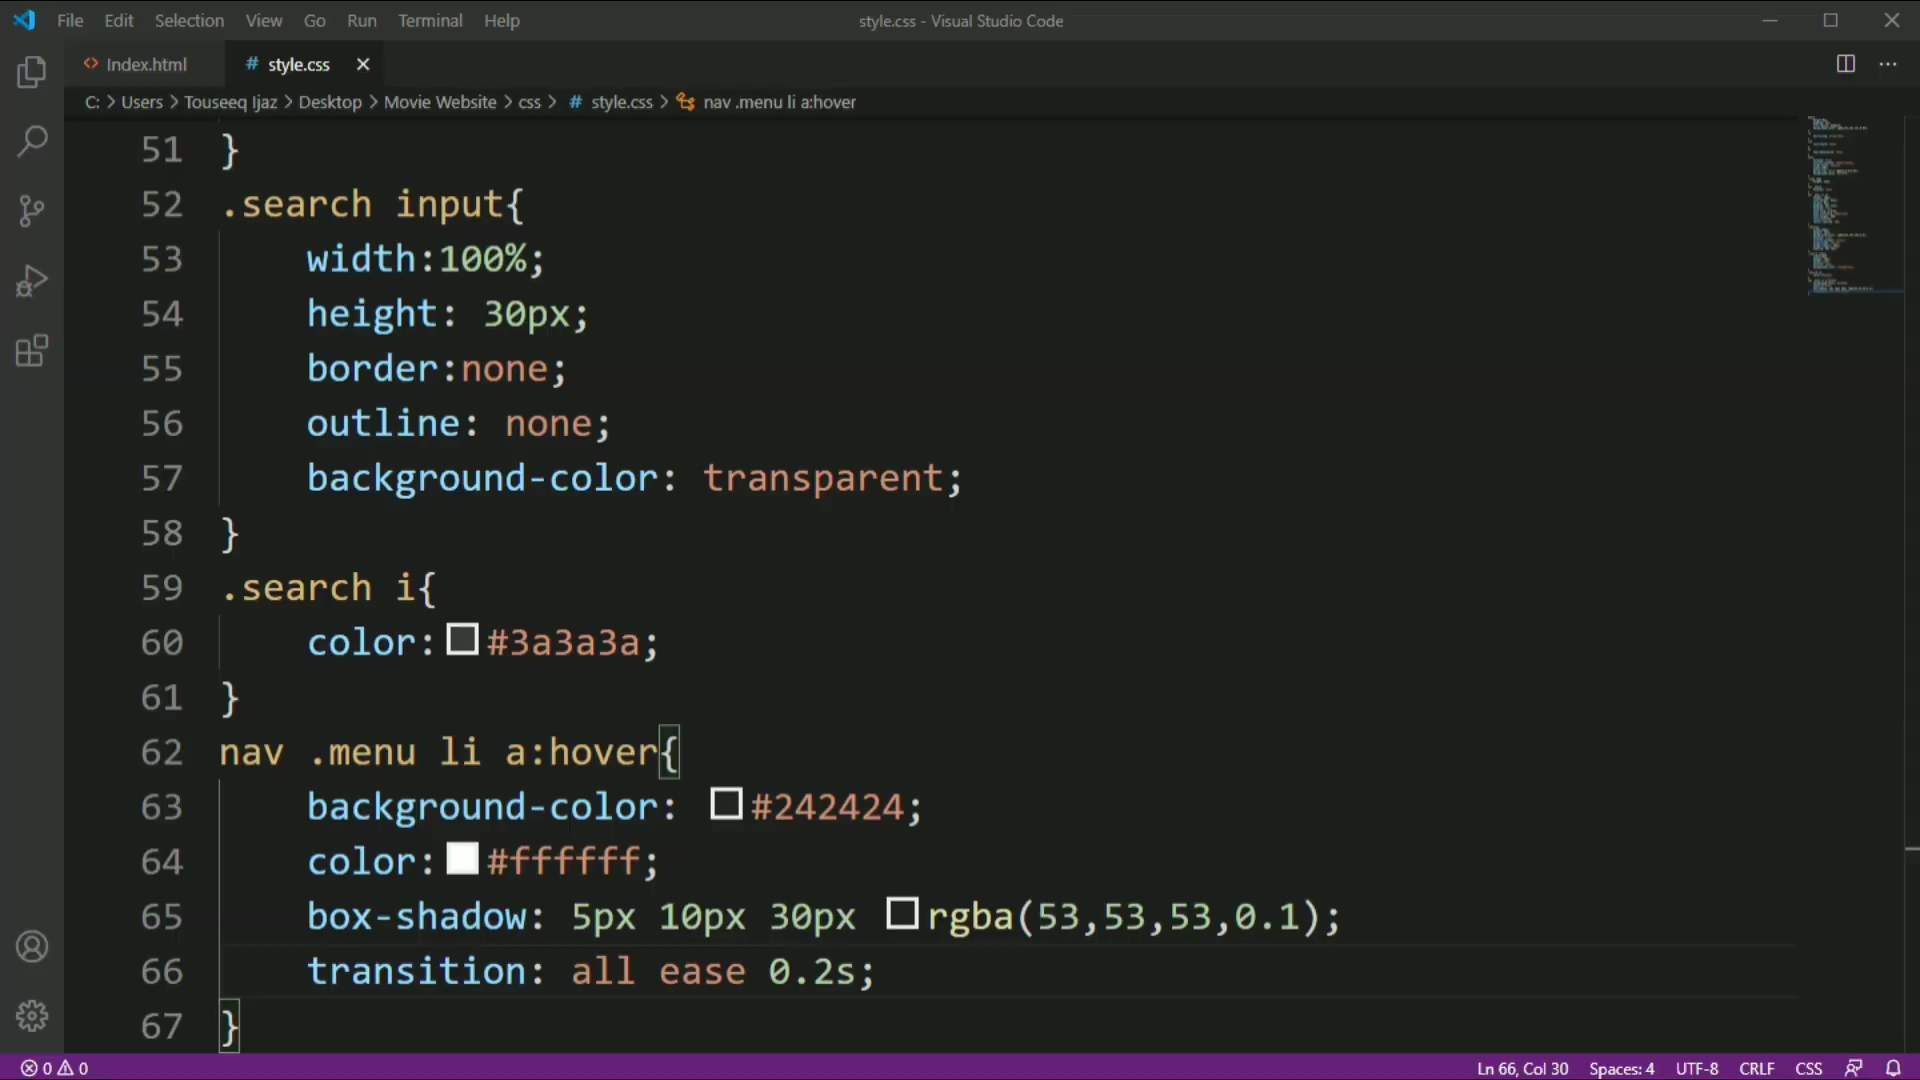 File Edit Selection View Go Run Terminal Help
style.css - Visual Studio Code
Index.html
# style.css
C: > Users > Touseeq Ijaz > Desktop > Movie Website > css > # style.css > nav .menu li a:hover
51 }
52 .search input{
53 width:100%;
54 height: 30px;
55 border:none;
56 outline: none;
57 background-color: transparent;
58 }
59 .search i{
60 color:#3a3a3a;
61 }
62 nav .menu li a:hover{
63 background-color: #242424;
64 color:#ffffff;
65 box-shadow: 5px 10px 30px rgba(53,53,53,0.1);
66 transition: all ease 0.2s;
67 }
0 0 Ln 66, Col 30 Spaces: 4 UTF-8 CRLF CSS